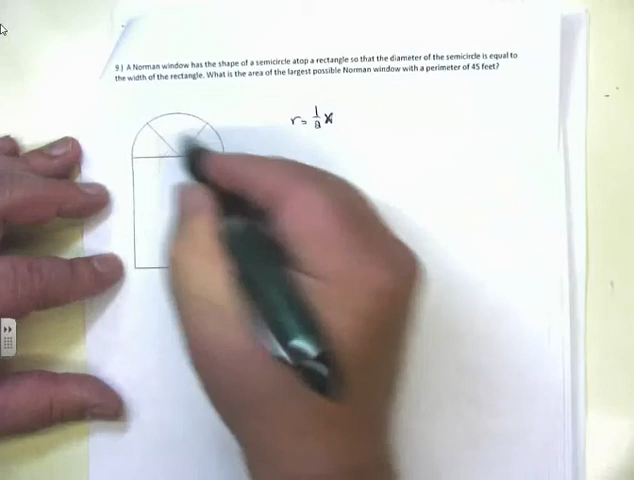 9) A Norman window has the shape of a semicircle atop a rectangle so that the diameter of the semicircle is equal to
the width of the rectangle. What is the area of the largest possible Norman window with a perimeter of 45 feet?
r = 1/2 x